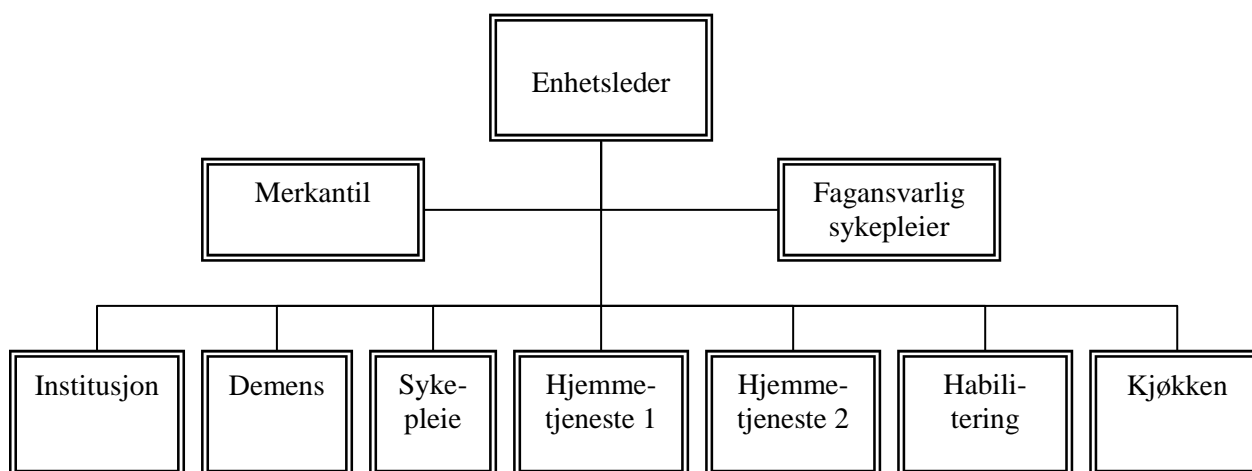 Enhetsleder
Merkantil
Fagansvarlig
sykepleier
Institusjon
Demens
Syke-
pleie
Hjemme-
tjeneste 1
Hjemme-
tjeneste 2
Habili-
tering
Kjøkken